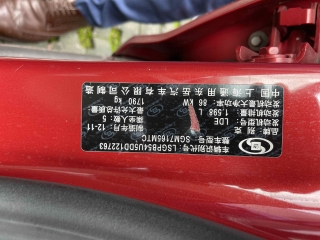 车辆识别代号: LSGPB54U5DD122763
整车型号: SGM7165MTC
品牌 别克 制造年月 12-11
发动机型号 LDE 乘坐人数 5
发动机排量 1.598 L 最大允许总质量
发动机最大净功率 86 kW 1790 kg
中国 上海通用东岳汽车有限公司制造